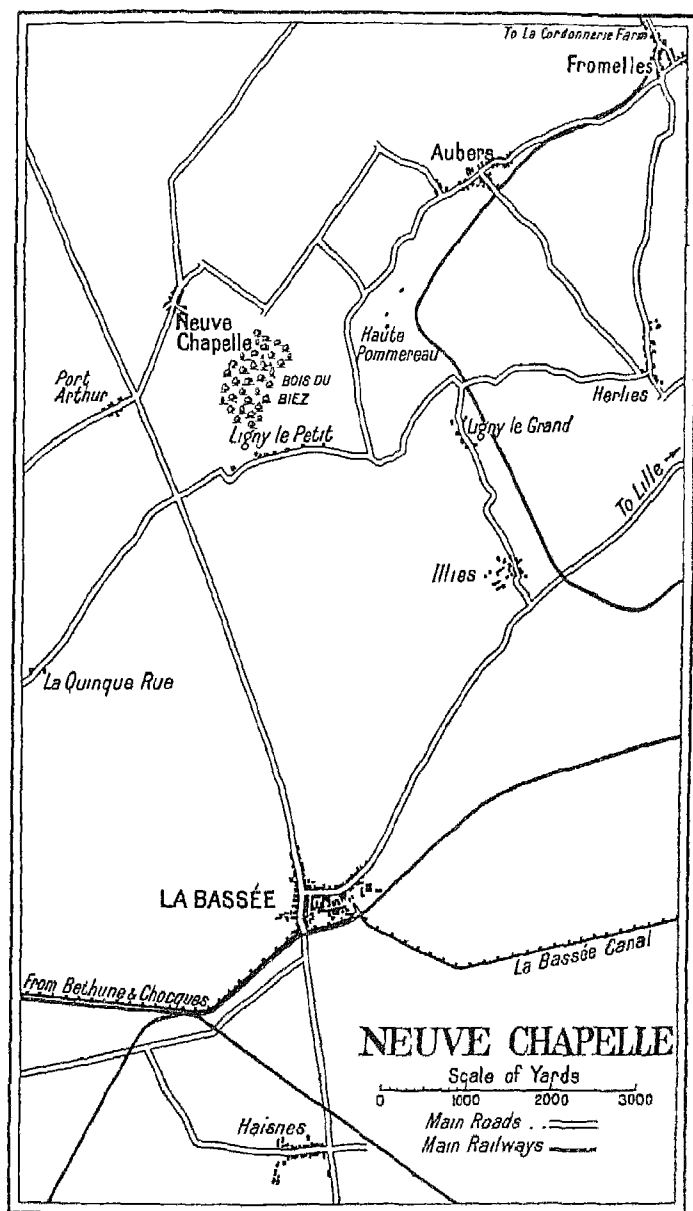 To La Cordonnerie Farm
Fromelles
Aubers
Neuve
Chapelle
Haute
Pommereau
BOIS DU
BIEZ
Port
Arthur
Herlies
Ligny le Petit
Ligny le Grand
To Lille
Illies
La Quinque Rue
LA BASSÉE
La Bassée Canal
From Bethune & Chocques
NEUVE CHAPELLE
Scale of Yards
0 1000 2000 3000
Main Roads ..
Main Railways
Haisnes